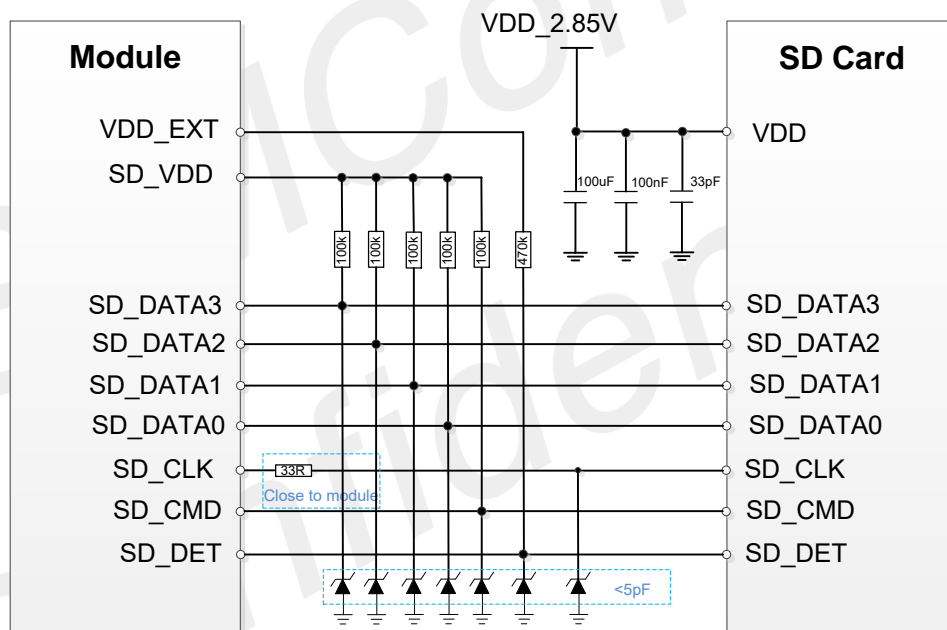 VDD_2.85V
Module
SD Card
VDD_EXT
VDD
SD_VDD
100uF
100nF
33pF
100k
100k
100k
100k
100k
470k
SD_DATA3
SD_DATA3
SD_DATA2
SD_DATA2
SD_DATA1
SD_DATA1
SD_DATA0
SD_DATA0
SD_CLK
33R
SD_CLK
Close to module
SD_CMD
SD_CMD
SD_DET
SD_DET
<5pF